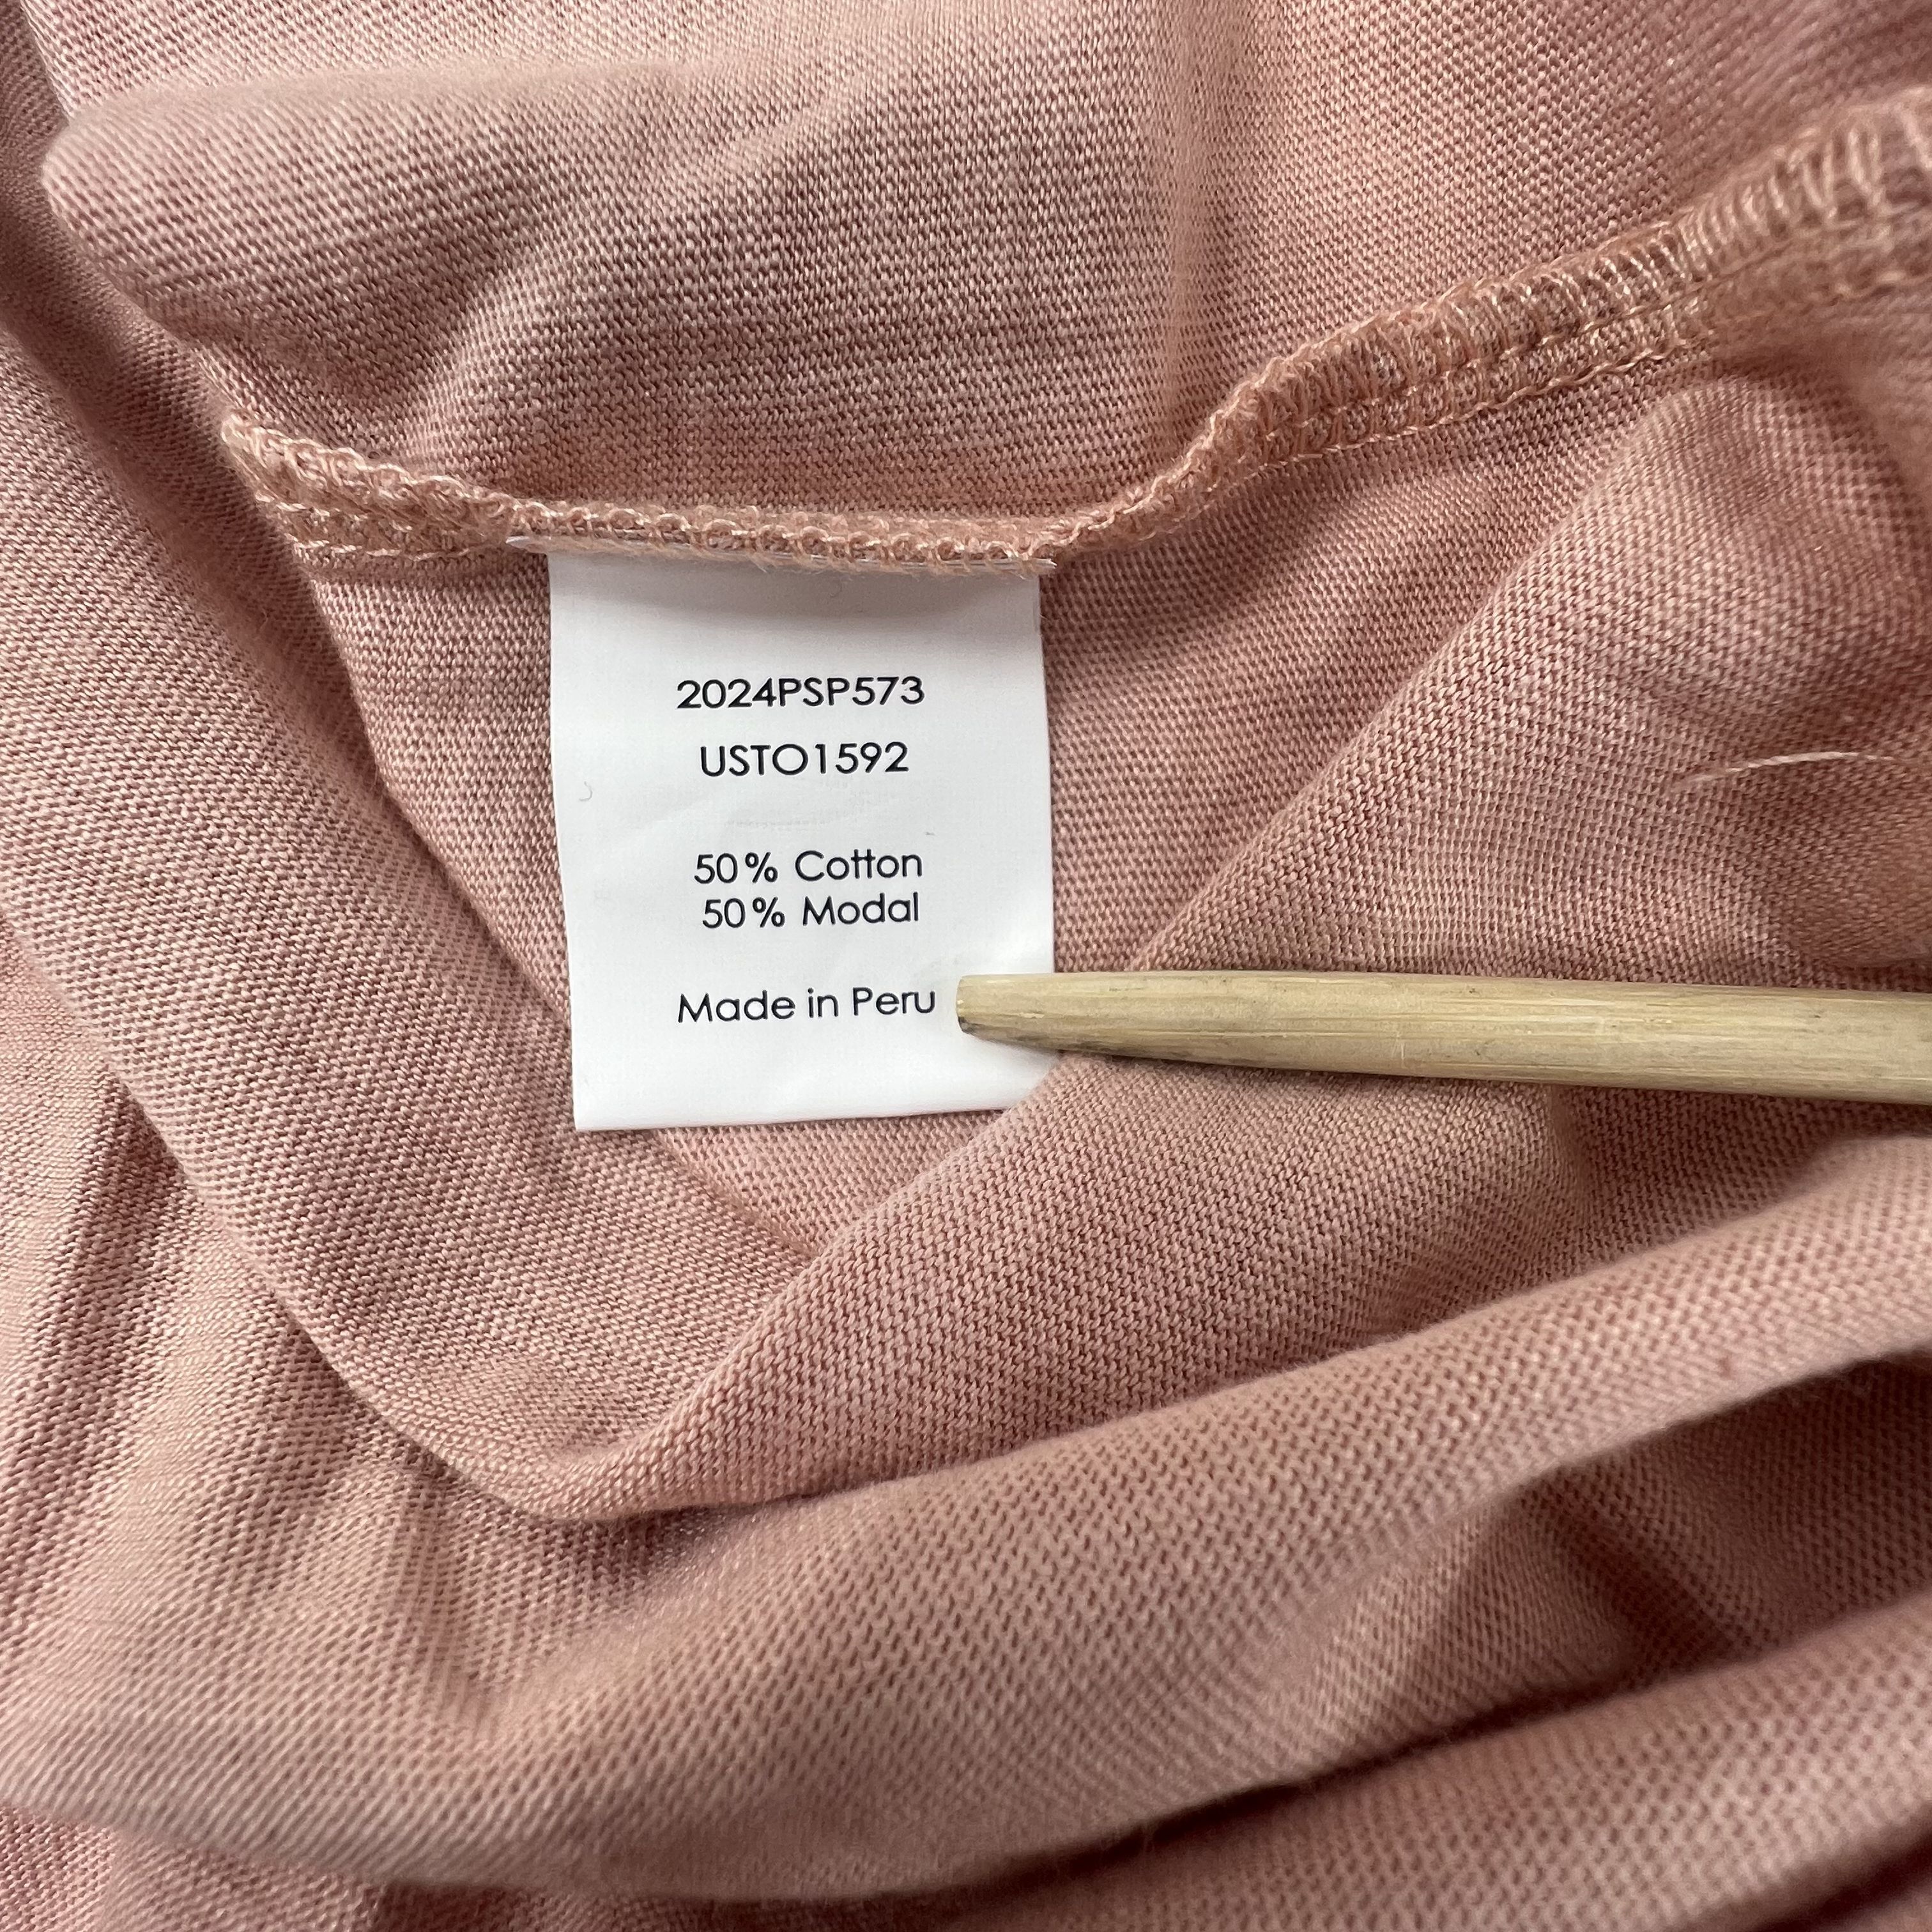 2024PSP573
USTO1592
50% Cotton
50% Modal
Made in Peru